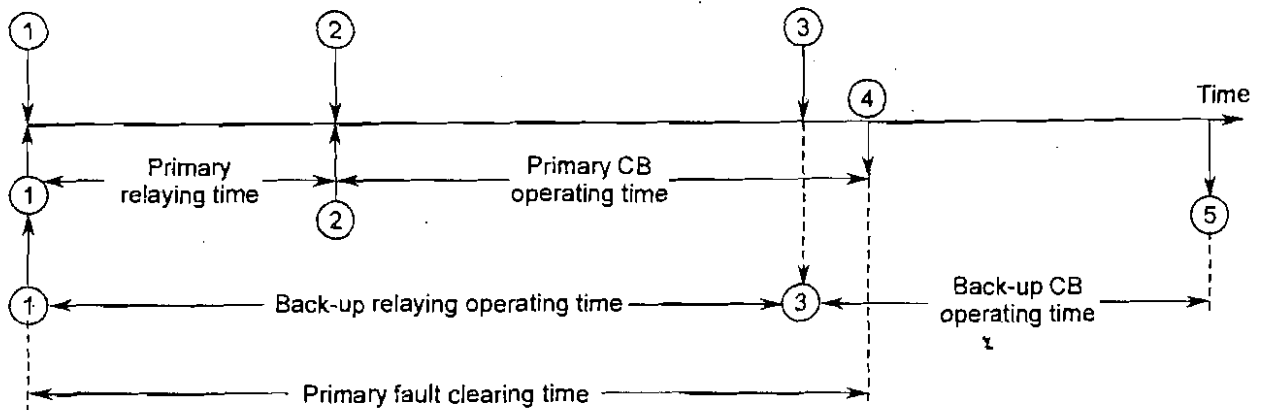 1
2
3
4
Time
Primary
relaying time
Primary CB
operating time
1
2
5
1
Back-up relaying operating time
3
Back-up CB
operating time
Primary fault clearing time